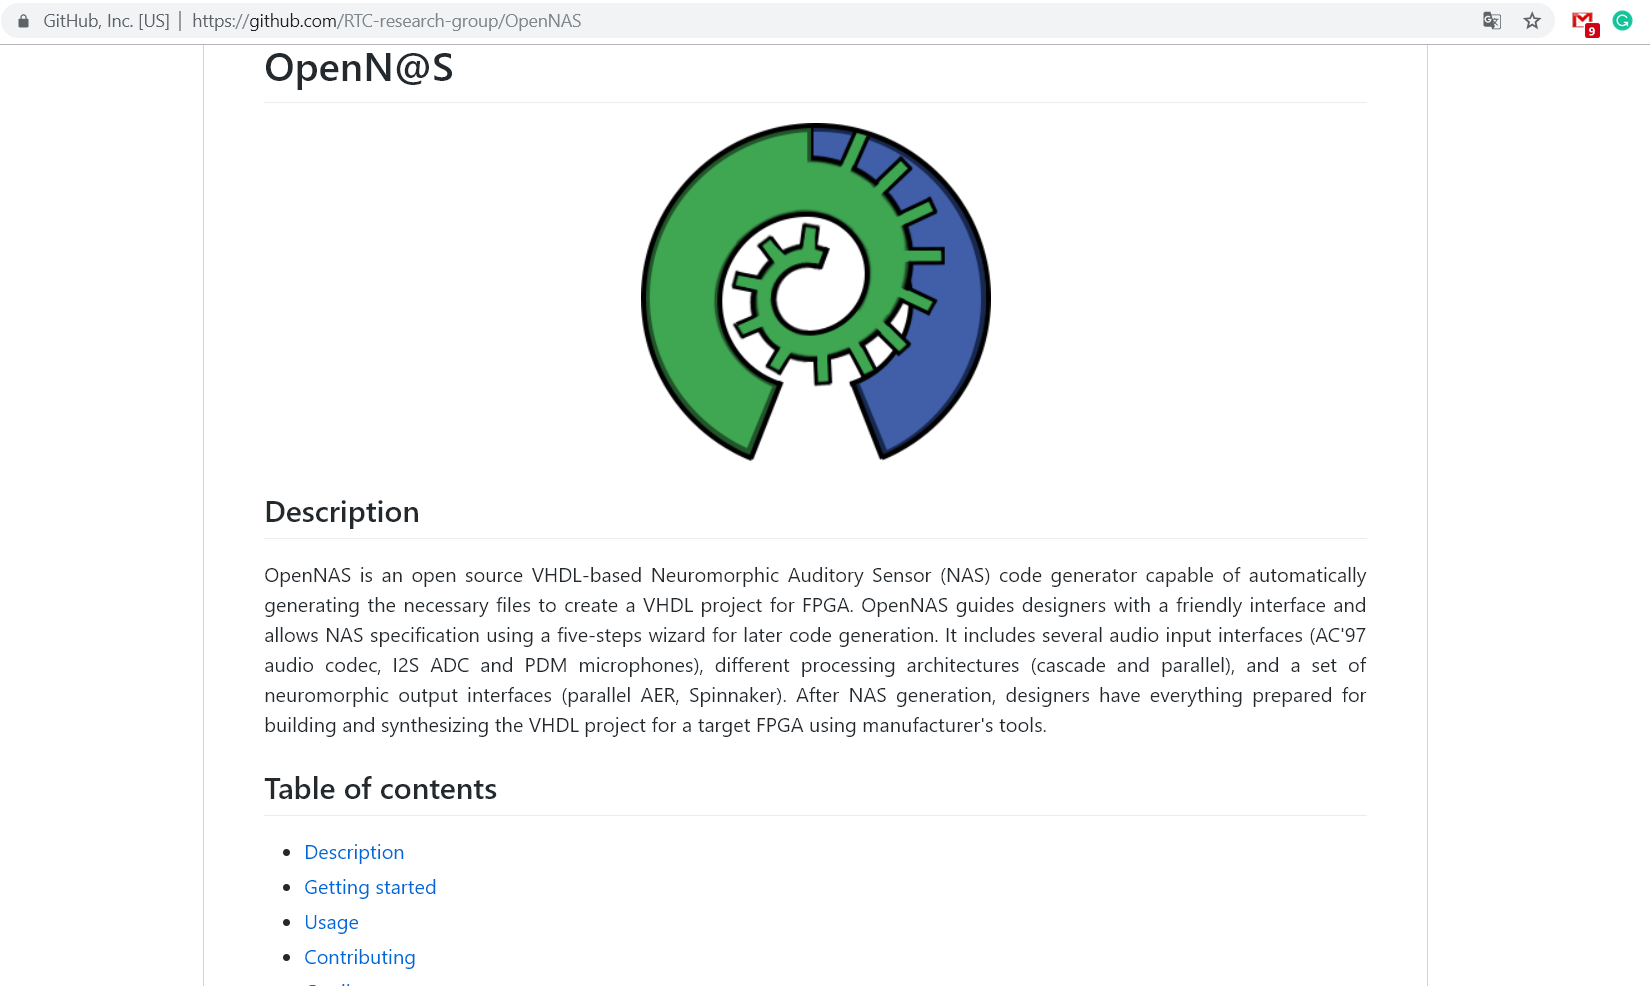 GitHub, Inc. [US] | https://github.com/RTC-research-group/OpenNAS
9
OpenN@S
Description
OpenNAS is an open source VHDL-based Neuromorphic Auditory Sensor (NAS) code generator capable of automatically
generating the necessary files to create a VHDL project for FPGA. OpenNAS guides designers with a friendly interface and
allows NAS specification using a five-steps wizard for later code generation. It includes several audio input interfaces (AC'97
audio codec, I2S ADC and PDM microphones), different processing architectures (cascade and parallel), and a set of
neuromorphic output interfaces (parallel AER, Spinnaker). After NAS generation, designers have everything prepared for
building and synthesizing the VHDL project for a target FPGA using manufacturer's tools.
Table of contents
Description
Getting started
Usage
Contributing